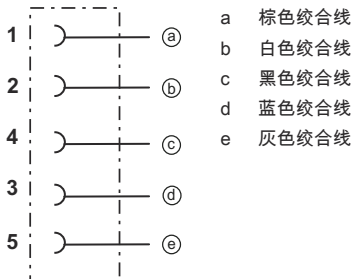 1 ⓐ
2 ⓑ
4 ⓒ
3 ⓓ
5 ⓔ
a 棕色绞合线
b 白色绞合线
c 黑色绞合线
d 蓝色绞合线
e 灰色绞合线